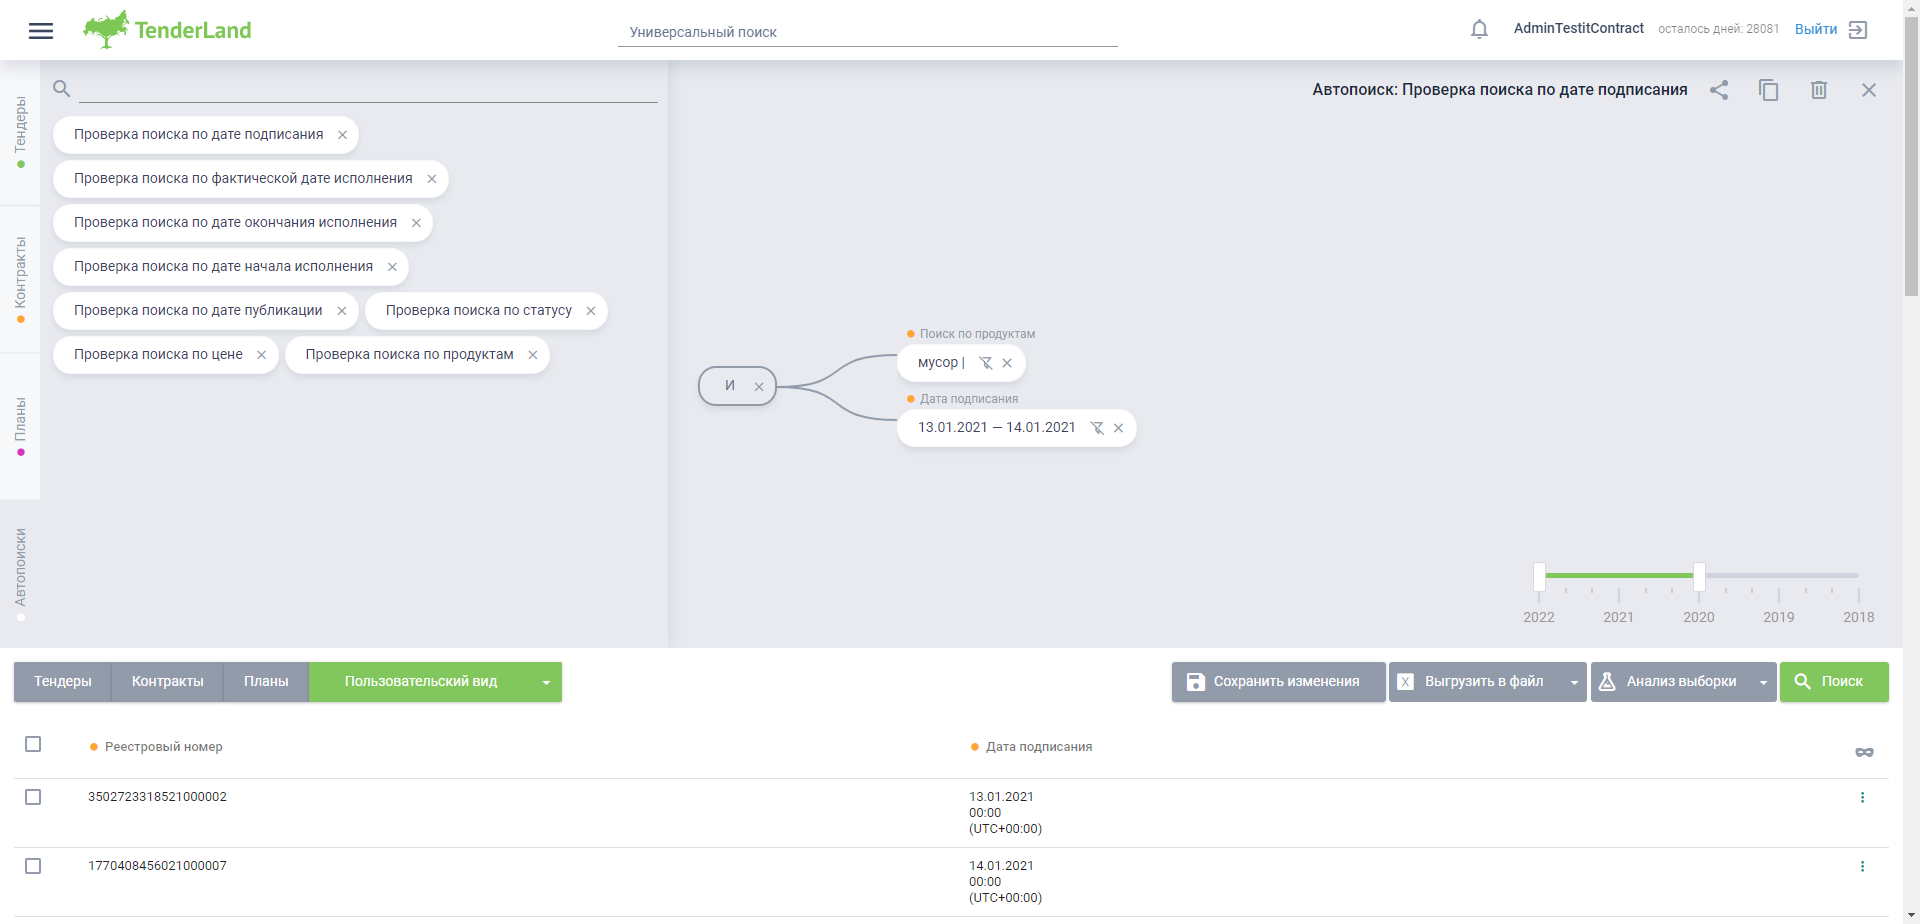 TenderLand
Универсальный поиск
AdminTestitContract
осталось дней: 28081
Выйти
Тендеры
Контракты
Планы
Автопоиски
Проверка поиска по дате подписания
Проверка поиска по фактической дате исполнения
Проверка поиска по дате окончания исполнения
Проверка поиска по дате начала исполнения
Проверка поиска по дате публикации
Проверка поиска по статусу
Проверка поиска по цене
Проверка поиска по продуктам
Автопоиск: Проверка поиска по дате подписания
И
Поиск по продуктам
мусор |
Дата подписания
13.01.2021 — 14.01.2021
2022 2021 2020 2019 2018
Тендеры
Контракты
Планы
Пользовательский вид
Сохранить изменения
X Выгрузить в файл
Анализ выборки
Поиск
Реестровый номер
Дата подписания
3502723318521000002
13.01.2021
00:00
(UTC+00:00)
1770408456021000007
14.01.2021
00:00
(UTC+00:00)